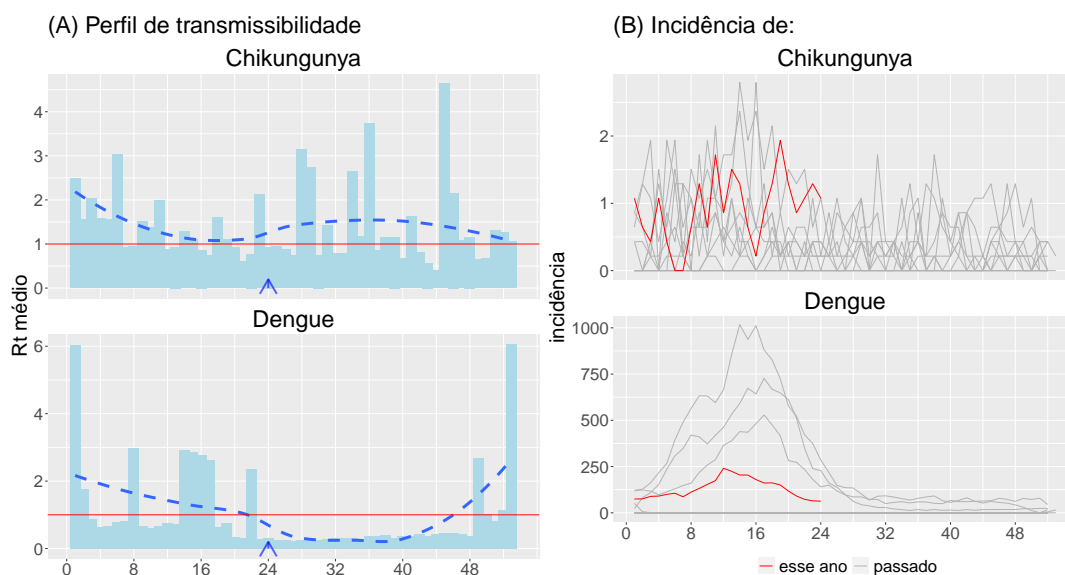 (A) Perfil de transmissibilidade
Chikungunya
4
3
2
1
0
Dengue
6
4
2
0
0 8 16 24 32 40 48
Rt médio
(B) Incidência de:
Chikungunya
2
1
0
Dengue
1000
750
500
250
0
0 8 16 24 32 40 48
incidência
esse ano passado